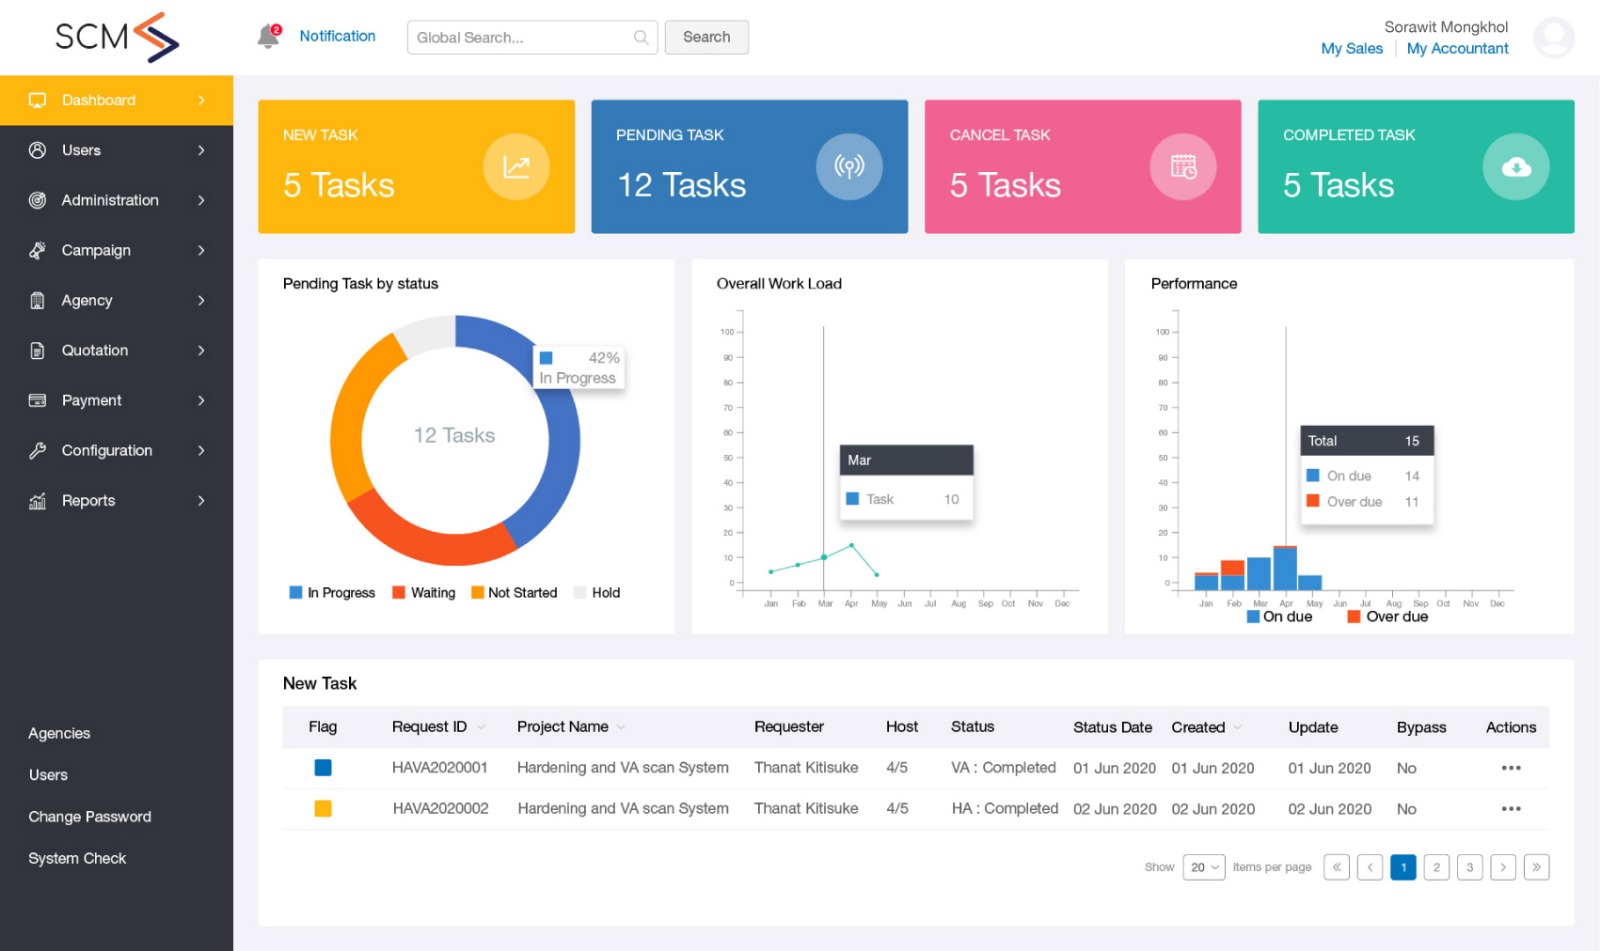 SCM
2
Notification
Global Search...
Search
Sorawit Mongkhol
My Sales
My Accountant
Dashboard
Users
Administration
Campaign
Agency
Quotation
Payment
Configuration
Reports
Agencies
Users
Change Password
System Check
NEW TASK
5 Tasks
PENDING TASK
12 Tasks
CANCEL TASK
5 Tasks
COMPLETED TASK
5 Tasks
Pending Task by status
42%
In Progress
12 Tasks
In Progress Waiting Not Started Hold
Overall Work Load
100
90
80
70
60
50
40
30
20
10
0
Mar
Task 10
Jan Feb Mar Apr May Jun Jul Aug Sep Oct Nov Dec
Performance
100
90
80
70
60
50
40
30
20
10
0
Total 15
On due 14
Over due 11
Jan Feb Mar Apr May Jun Jul Aug Sep Oct Nov Dec
On due Over due
New Task
Flag Request ID Project Name Requester Host Status Status Date Created Update Bypass Actions
HAVA2020001 Hardening and VA scan System Thanat Kitisuke 4/5 VA : Completed 01 Jun 2020 01 Jun 2020 01 Jun 2020 No
HAVA2020002 Hardening and VA scan System Thanat Kitisuke 4/5 HA : Completed 02 Jun 2020 02 Jun 2020 02 Jun 2020 No
Show 20 Items per page « < 1 2 3 > »